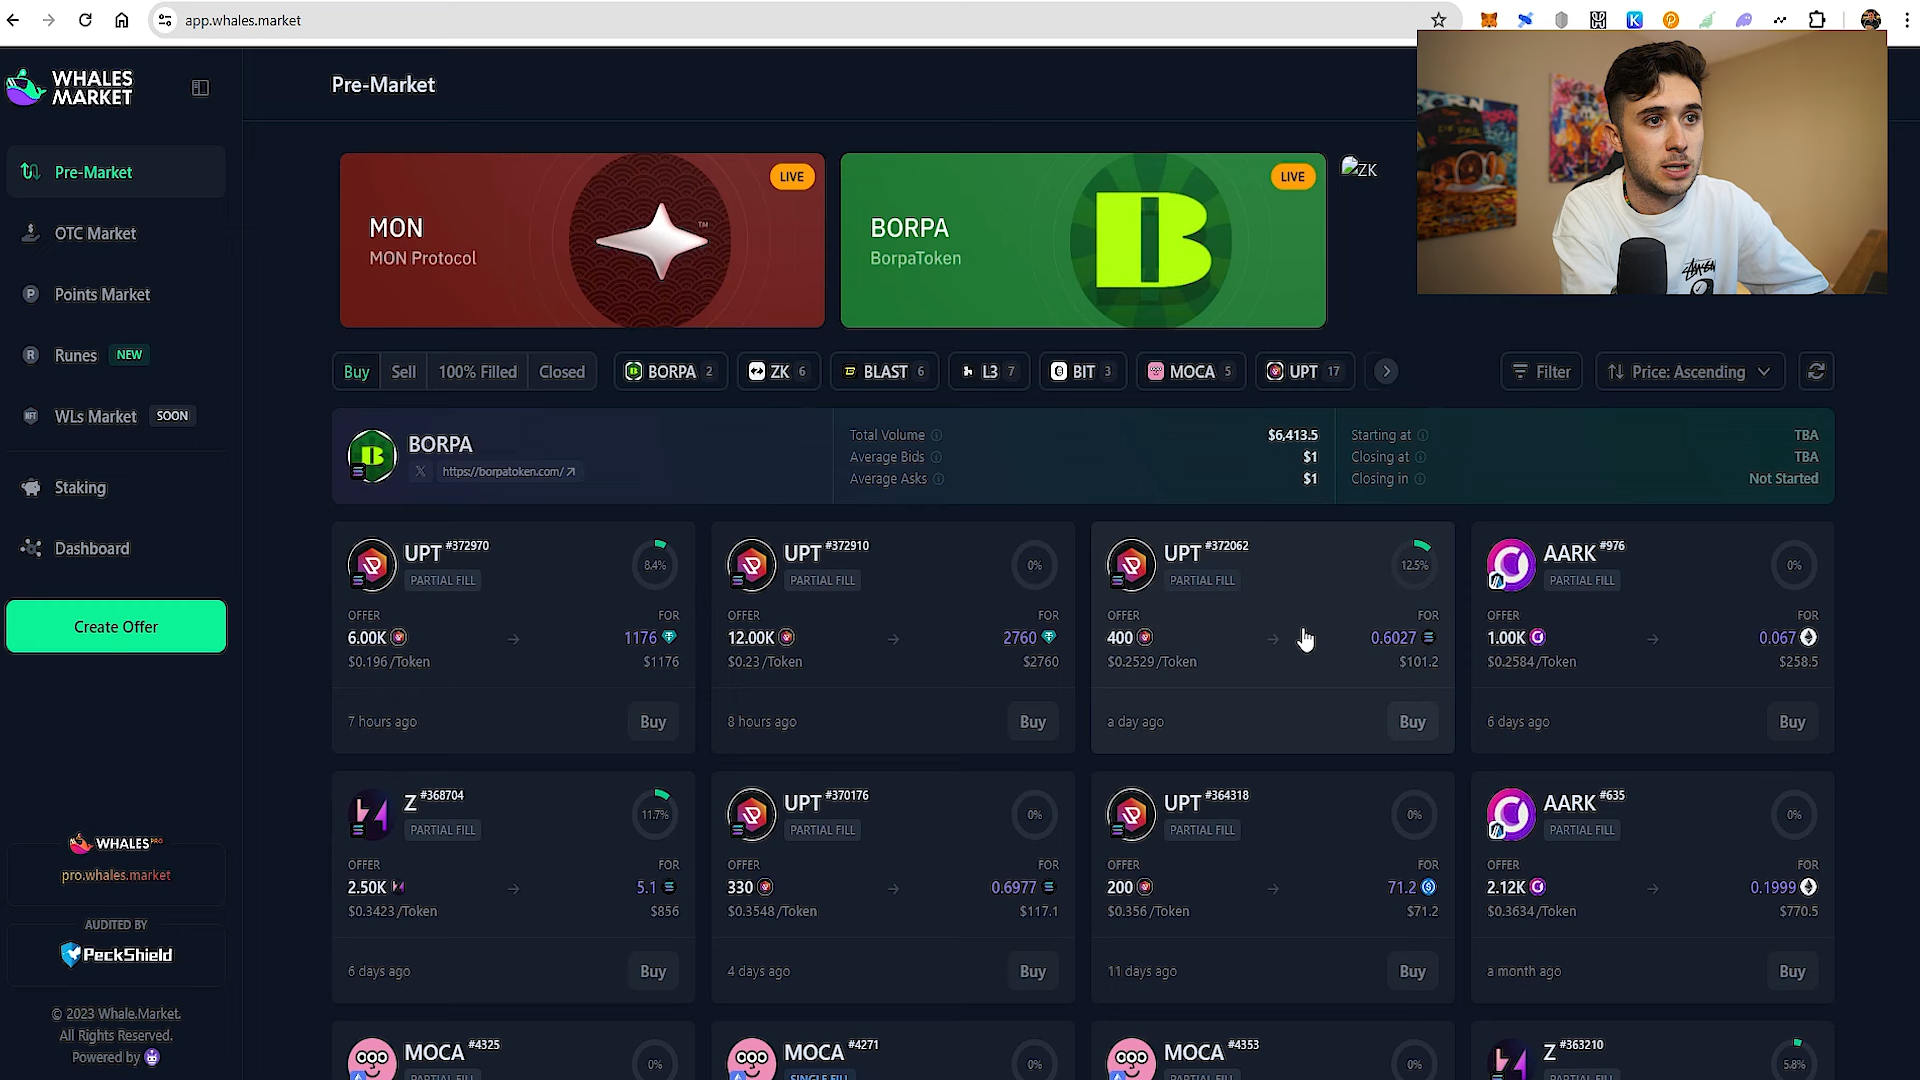 app.whales.market
WHALES
MARKET
Pre-Market
OTC Market
Points Market
Runes NEW
WLs Market SOON
Staking
Dashboard
Create Offer
WHALES PRO
pro.whales.market
AUDITED BY
PeckShield
© 2023 Whale.Market.
All Rights Reserved.
Powered by
Pre-Market
LIVE
MON
MON Protocol
LIVE
BORPA
BorpaToken
ZK
Buy Sell 100% Filled Closed BORPA 2 ZK 6 BLAST 6 L3 7 BIT 3 MOCA 5 UPT 17 Filter Price: Ascending
BORPA
https://borpatoken.com/
Total Volume $6,413.5
Average Bids $1
Average Asks $1
Starting at TBA
Closing at TBA
Closing in Not Started
UPT #372970
PARTIAL FILL
8.4%
OFFER FOR
6.00K → 1176
$0.196 /Token $1176
7 hours ago Buy
UPT #372910
PARTIAL FILL
0%
OFFER FOR
12.00K → 2760
$0.23 /Token $2760
8 hours ago Buy
UPT #372062
PARTIAL FILL
12.5%
OFFER FOR
400 → 0.6027
$0.2529 /Token $101.2
a day ago Buy
AARK #976
PARTIAL FILL
0%
OFFER FOR
1.00K → 0.067
$0.2584 /Token $258.5
6 days ago Buy
Z #368704
PARTIAL FILL
11.7%
OFFER FOR
2.50K → 5.1
$0.3423 /Token $856
6 days ago Buy
UPT #370176
PARTIAL FILL
0%
OFFER FOR
330 → 0.6977
$0.3548 /Token $117.1
4 days ago Buy
UPT #364318
PARTIAL FILL
0%
OFFER FOR
200 → 71.2
$0.356 /Token $71.2
11 days ago Buy
AARK #635
PARTIAL FILL
0%
OFFER FOR
2.12K → 0.1999
$0.3634 /Token $770.5
a month ago Buy
MOCA #4325
PARTIAL FILL
0%
MOCA #4271
SINGLE FILL
0%
MOCA #4353
PARTIAL FILL
0%
Z #363210
PARTIAL FILL
5.8%